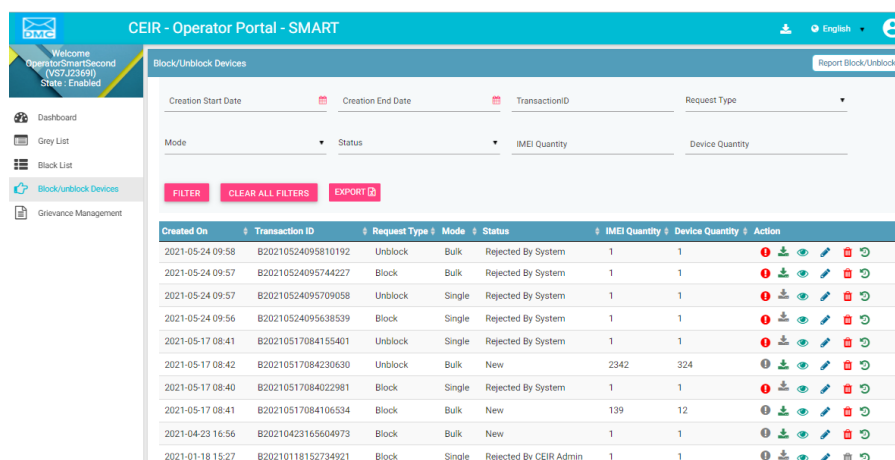 DMC
CEIR - Operator Portal - SMART
English
Welcome
OperatorSmartSecond
(VS7J2369I)
State : Enabled
Dashboard
Grey List
Black List
Block/unblock Devices
Grievance Management
Block/Unblock Devices
Report Block/Unblock
Creation Start Date
Creation End Date
TransactionID
Request Type
Mode
Status
IMEI Quantity
Device Quantity
FILTER
CLEAR ALL FILTERS
EXPORT
Created On Transaction ID Request Type Mode Status IMEI Quantity Device Quantity Action
2021-05-24 09:58 B20210524095810192 Unblock Bulk Rejected By System 1 1
2021-05-24 09:57 B20210524095744227 Block Bulk Rejected By System 1 1
2021-05-24 09:57 B20210524095709058 Unblock Single Rejected By System 1 1
2021-05-24 09:56 B20210524095638539 Block Single Rejected By System 1 1
2021-05-17 08:41 B20210517084155401 Unblock Single Rejected By System 1 1
2021-05-17 08:42 B20210517084230630 Unblock Bulk New 2342 324
2021-05-17 08:40 B20210517084022981 Block Single Rejected By System 1 1
2021-05-17 08:41 B20210517084106534 Block Bulk New 139 12
2021-04-23 16:56 B20210423165604973 Block Bulk New 1 1
2021-01-18 15:27 B20210118152734921 Block Single Rejected By CEIR Admin 1 1